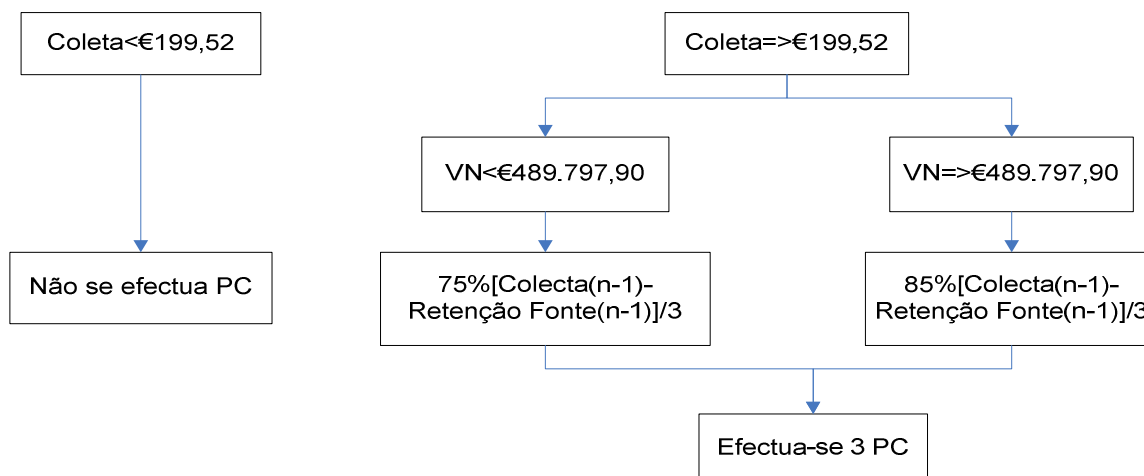 Coleta<€199,52
Coleta=>€199,52
VN<€489.797,90
VN=>€489.797,90
Não se efectua PC
75%[Colecta(n-1)-
Retenção Fonte(n-1)]/3
85%[Colecta(n-1)-
Retenção Fonte(n-1)]/3
Efectua-se 3 PC